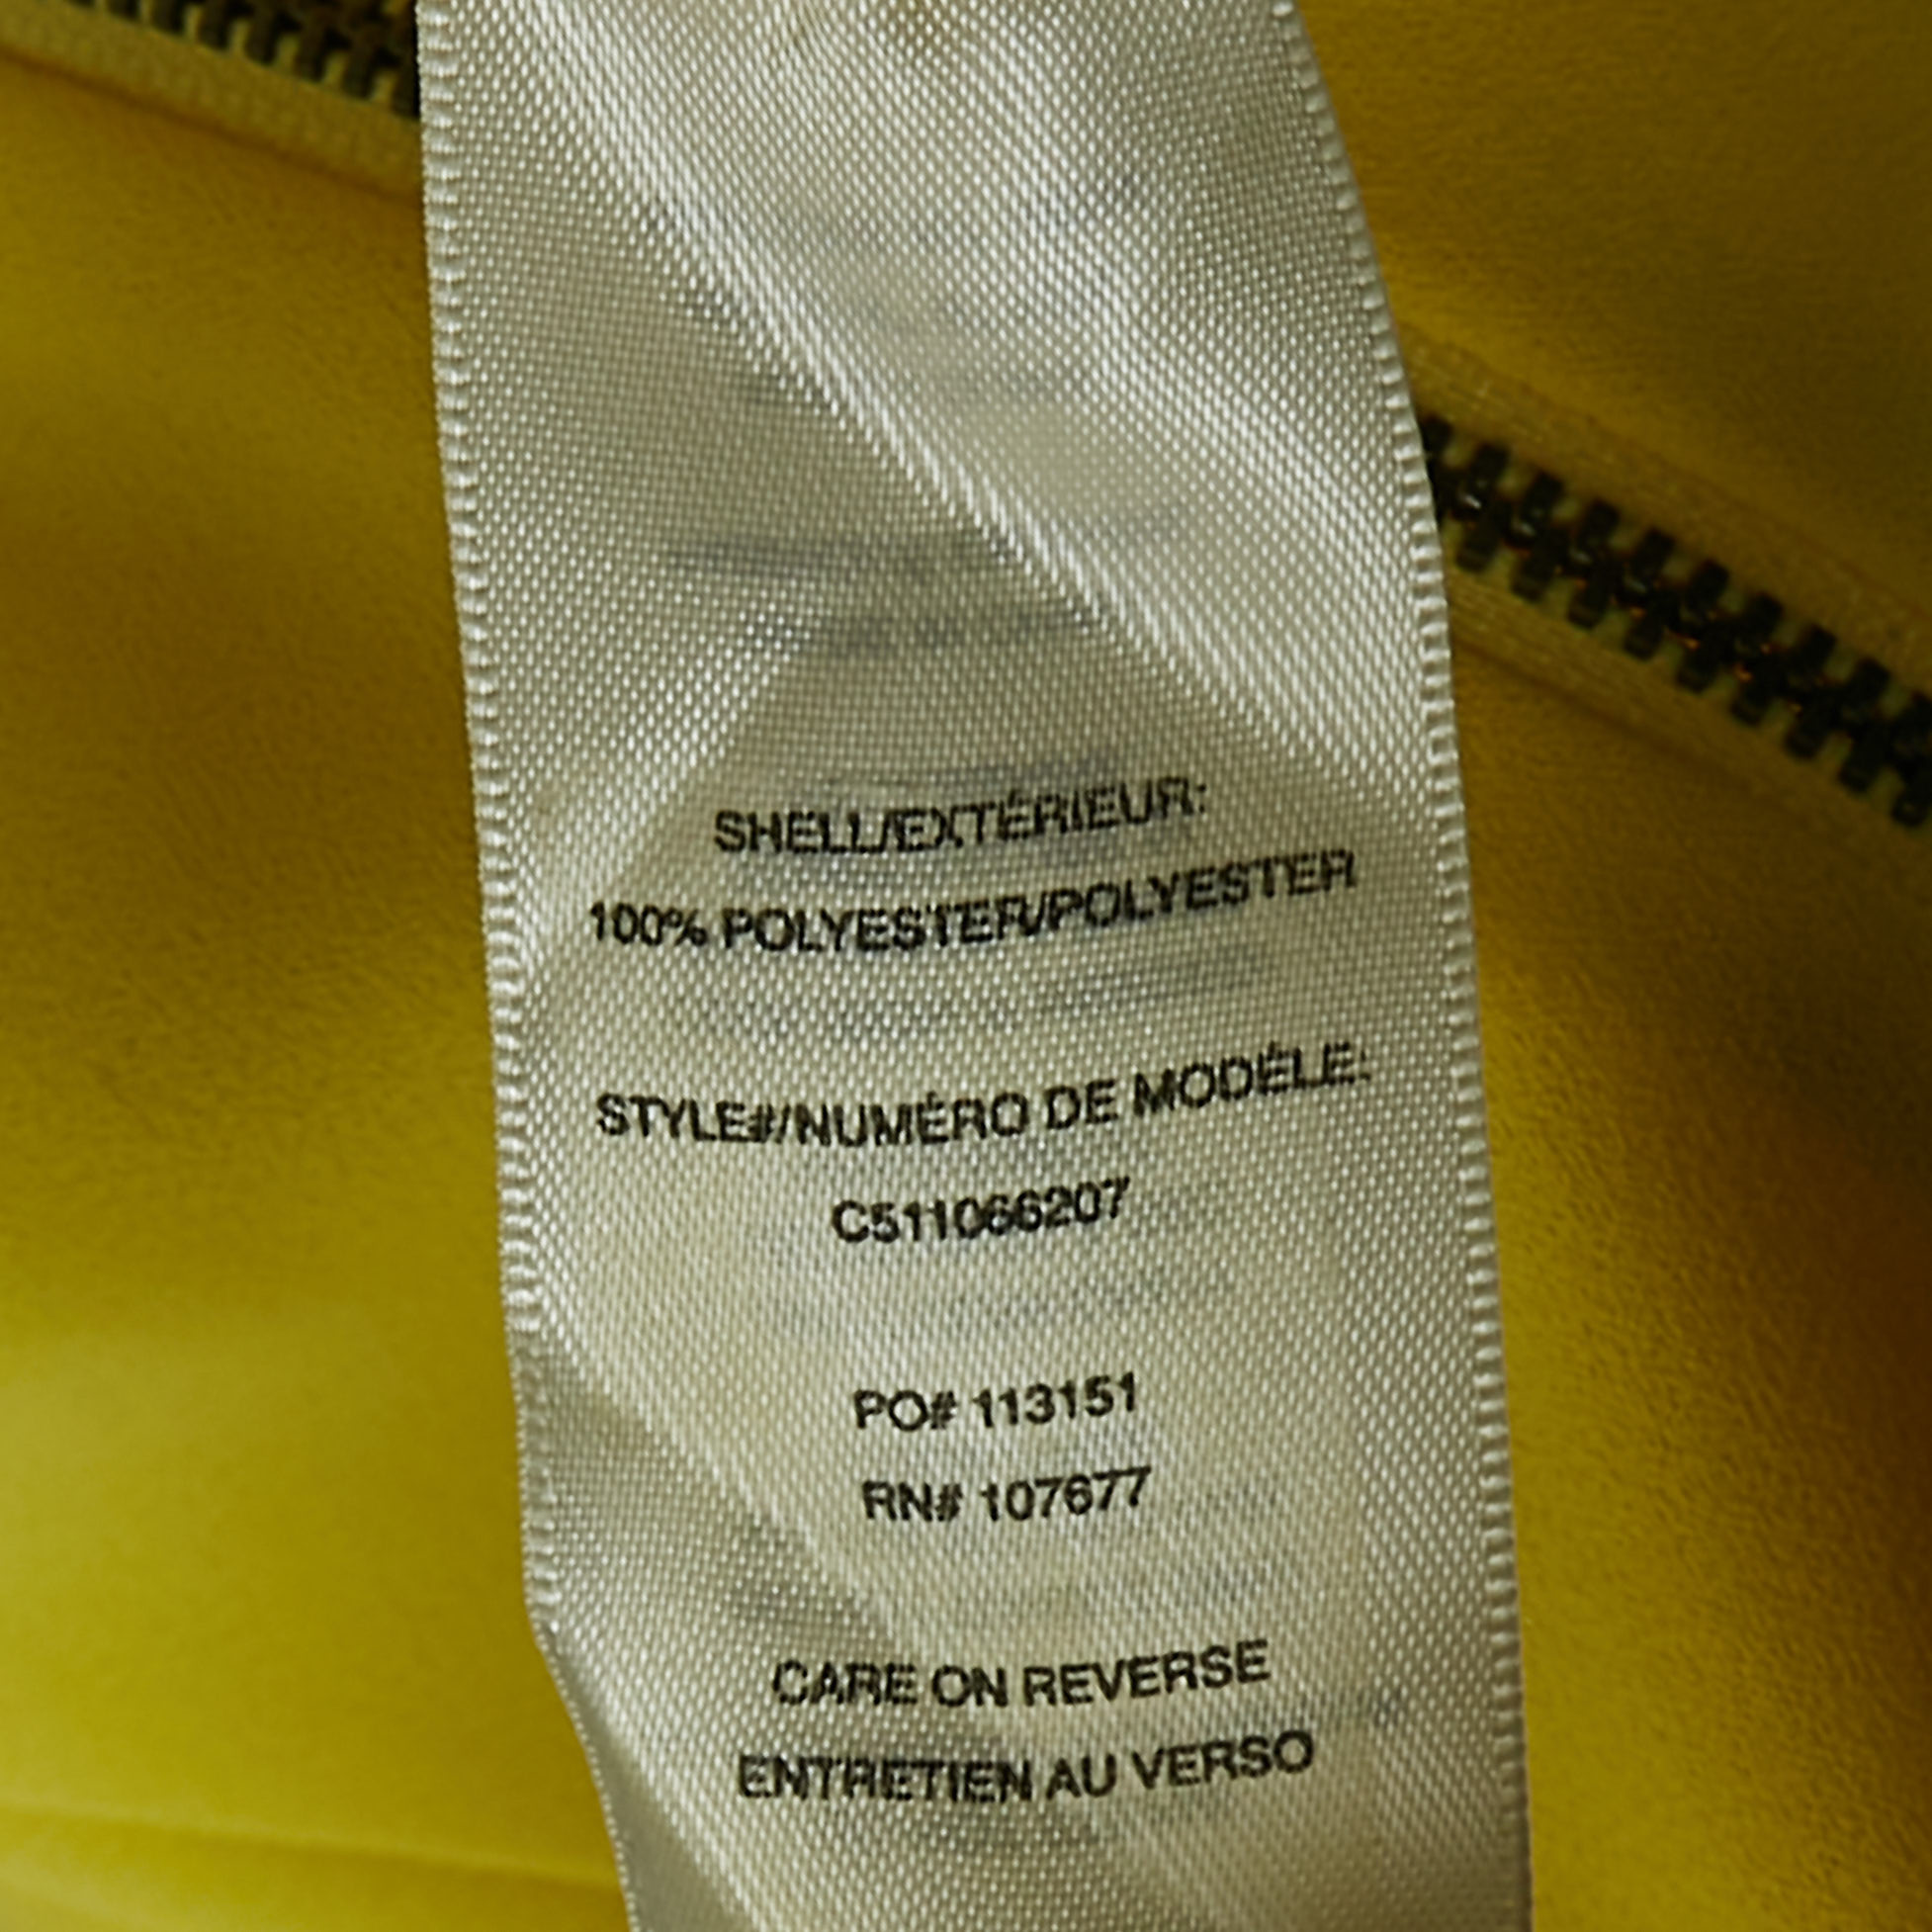 SHELL/EXTÉRIEUR:
100% POLYESTER/POLYESTER
STYLE#/NUMÉRO DE MODÉLE:
C511066207
PO# 113151
RN# 107677
CARE ON REVERSE
ENTRETIEN AU VERSO